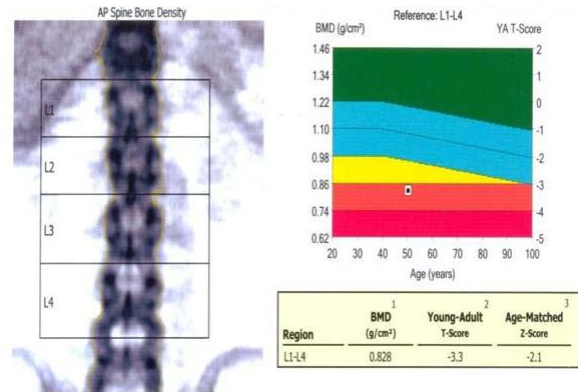 AP Spine Bone Density
L1
L2
L3
L4
Reference: L1-L4
BMD (g/cm²) YA T-Score
1.46 2
1.34 1
1.22 0
1.10 -1
0.98 -2
0.86 -3
0.74 -4
0.62 -5
20 30 40 50 60 70 80 90 100
Age (years)
1 2 3
BMD Young-Adult Age-Matched
Region (g/cm²) T-Score Z-Score
L1-L4 0.828 -3.3 -2.1